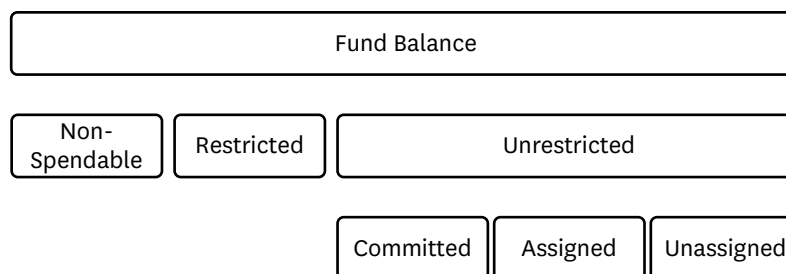 Fund Balance
Non-
Spendable
Restricted
Unrestricted
Committed
Assigned
Unassigned